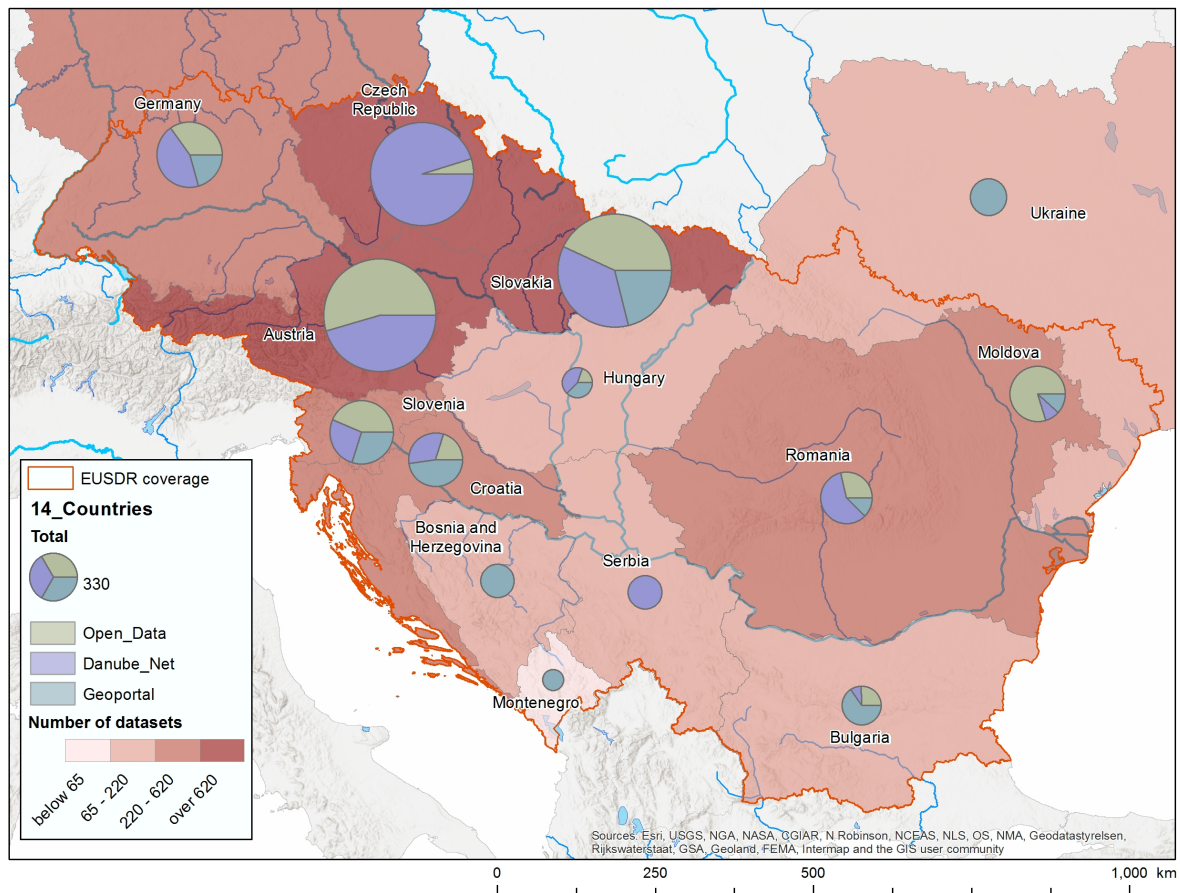 Czech
Republic
Germany
Ukraine
Slovakia
Austria
Moldova
Hungary
Slovenia
Romania
Croatia
Bosnia and
Herzegovina
Serbia
Montenegro
Bulgaria
EUSDR coverage
14_Countries
Total
330
Open_Data
Danube_Net
Geoportal
Number of datasets
below 65
65 - 220
220 - 620
over 620
Sources: Esri, USGS, NGA, NASA, CGIAR, N Robinson, NCEAS, NLS, OS, NMA, Geodatastyrelsen,
Rijkswaterstaat, GSA, Geoland, FEMA, Intermap and the GIS user community
0 250 500 1,000 km